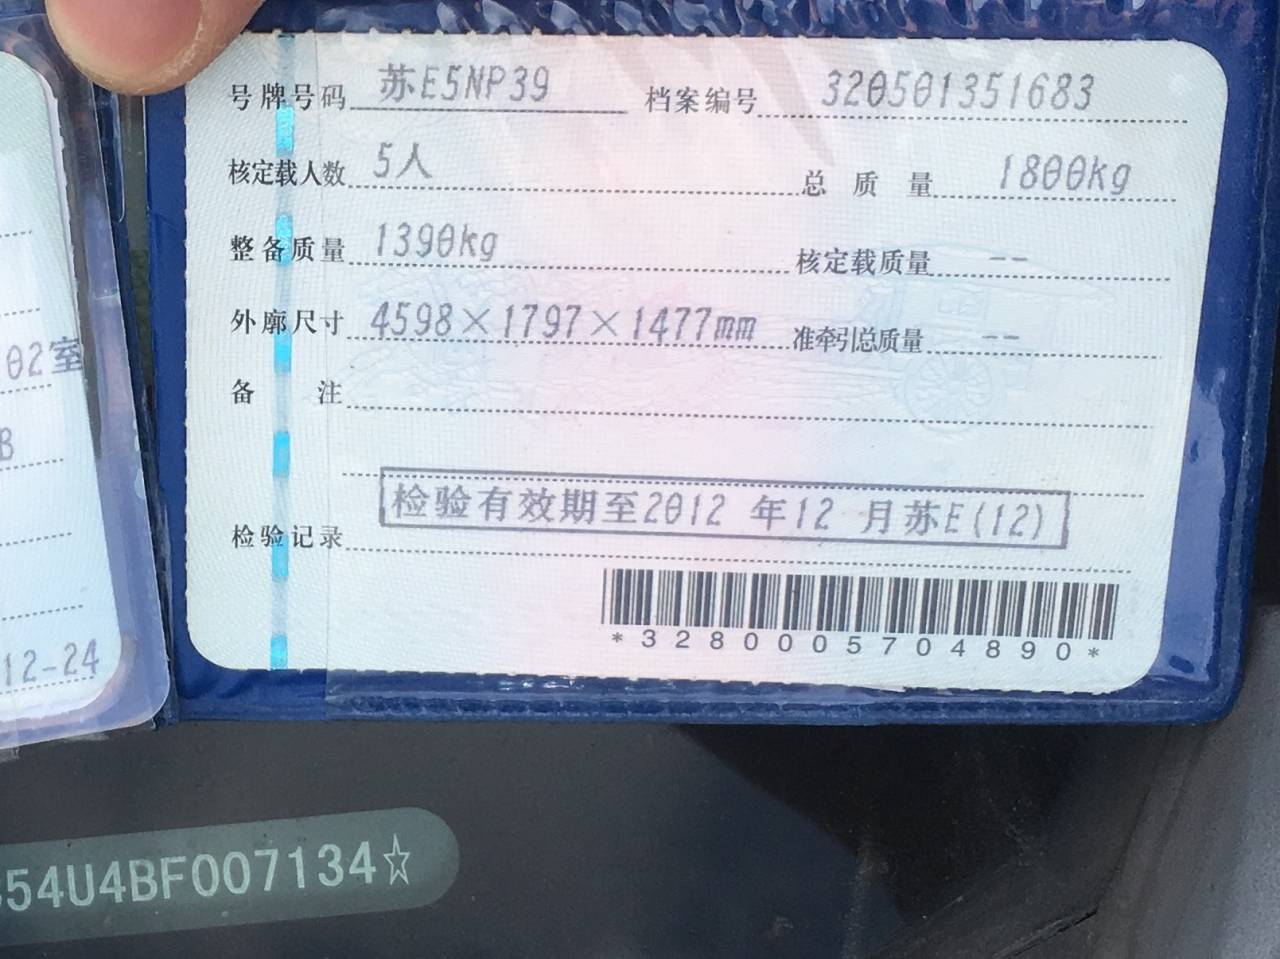 号牌号码 苏E5NP39 档案编号 320501351683
核定载人数 5人 总质量 1800kg
整备质量 1390kg 核定载质量 --
外廓尺寸 4598×1797×1477mm 准牵引总质量 --
备注
检验记录 检验有效期至2012 年12 月苏E(12)
*3280005704890*
02室
B
12-24
54U4BF007134☆